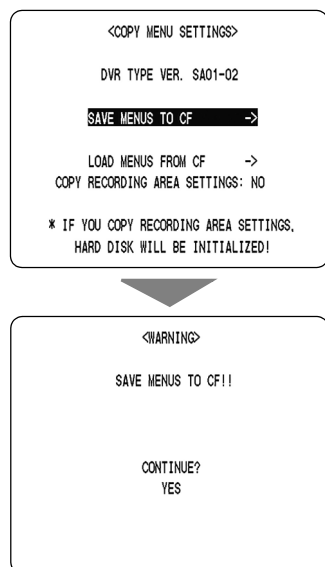 <COPY MENU SETTINGS>
DVR TYPE VER. SA01-02
SAVE MENUS TO CF ->
LOAD MENUS FROM CF ->
COPY RECORDING AREA SETTINGS: NO
* IF YOU COPY RECORDING AREA SETTINGS,
HARD DISK WILL BE INITIALIZED!
<WARNING>
SAVE MENUS TO CF!!
CONTINUE?
YES